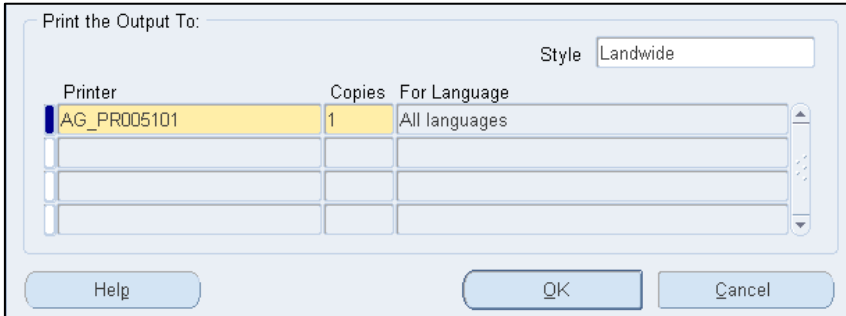 Print the Output To:
Style Landwide
Printer Copies For Language
AG_PR005101 1 All languages
Help OK Cancel